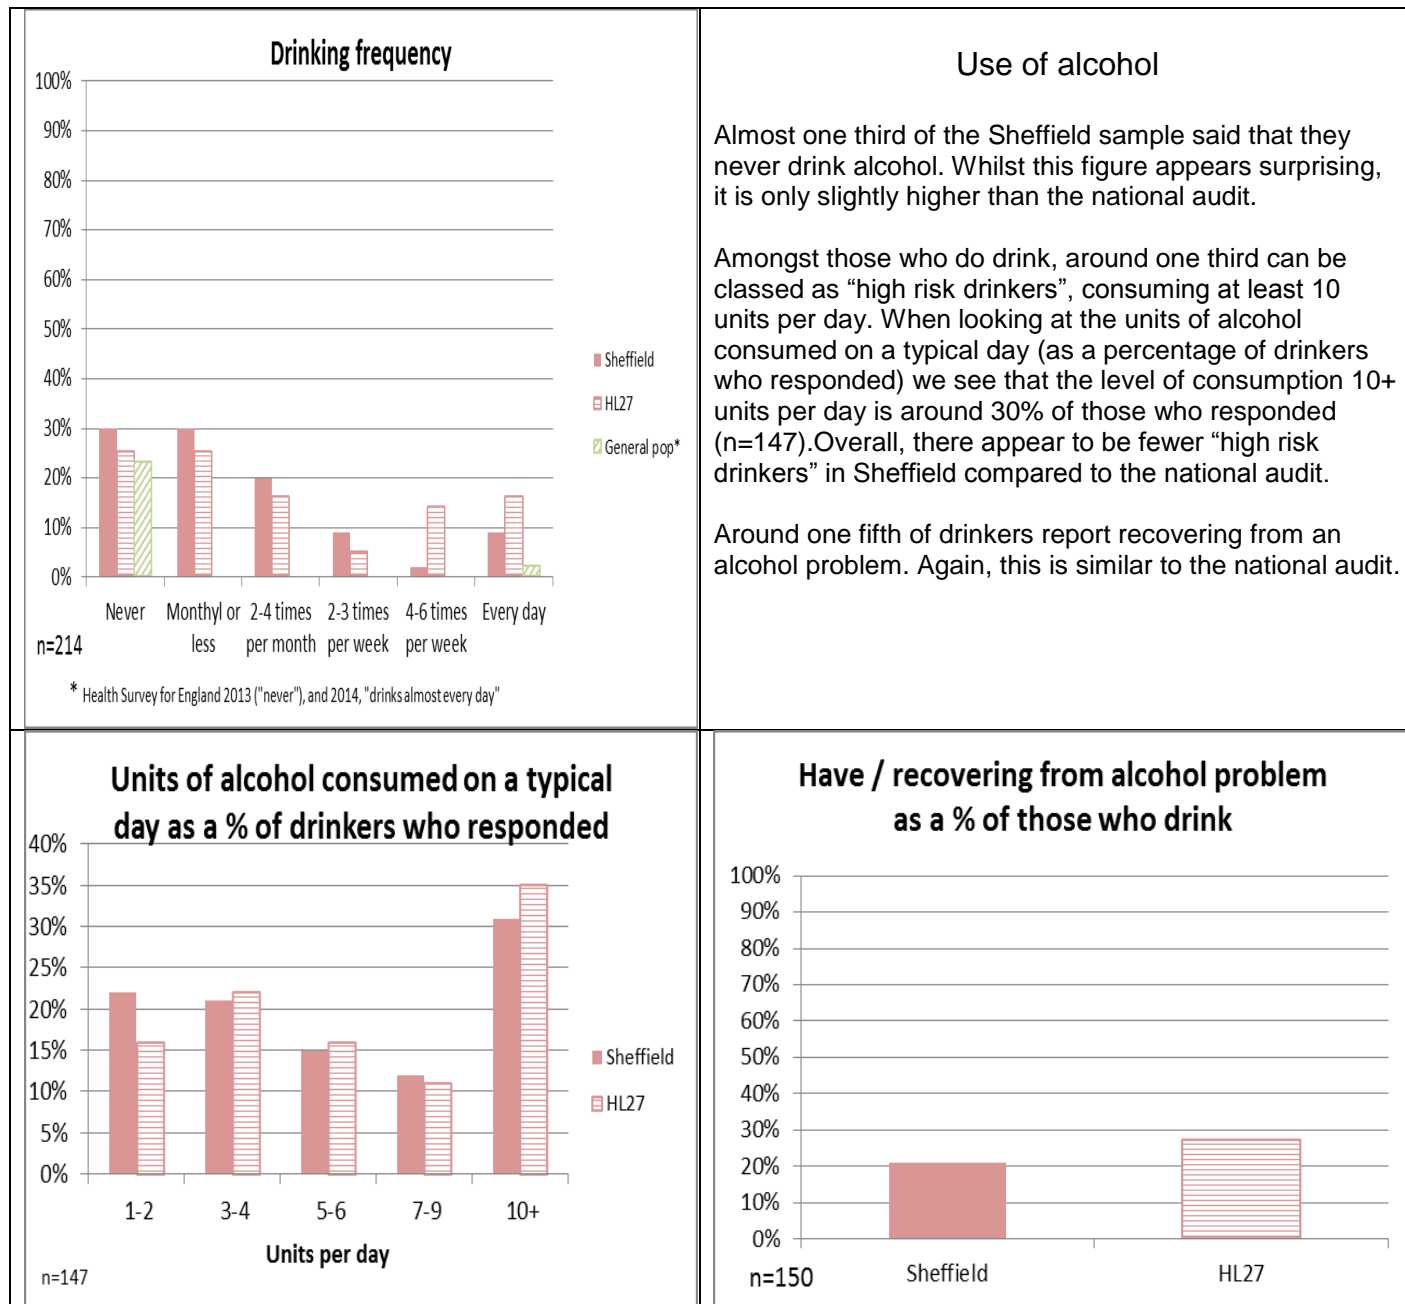 Drinking frequency
100%
90%
80%
70%
60%
50%
40%
30%
20%
10%
0%
Never Monthyl or 2-4 times 2-3 times 4-6 times Every day
less per month per week per week
n=214
Sheffield
HL27
General pop*
* Health Survey for England 2013 ("never"), and 2014, "drinks almost every day"
Use of alcohol
Almost one third of the Sheffield sample said that they
never drink alcohol. Whilst this figure appears surprising,
it is only slightly higher than the national audit.
Amongst those who do drink, around one third can be
classed as “high risk drinkers”, consuming at least 10
units per day. When looking at the units of alcohol
consumed on a typical day (as a percentage of drinkers
who responded) we see that the level of consumption 10+
units per day is around 30% of those who responded
(n=147).Overall, there appear to be fewer “high risk
drinkers” in Sheffield compared to the national audit.
Around one fifth of drinkers report recovering from an
alcohol problem. Again, this is similar to the national audit.
Units of alcohol consumed on a typical
day as a % of drinkers who responded
40%
35%
30%
25%
20%
15%
10%
5%
0%
1-2 3-4 5-6 7-9 10+
Units per day
n=147
Sheffield
HL27
Have / recovering from alcohol problem
as a % of those who drink
100%
90%
80%
70%
60%
50%
40%
30%
20%
10%
0%
Sheffield HL27
n=150